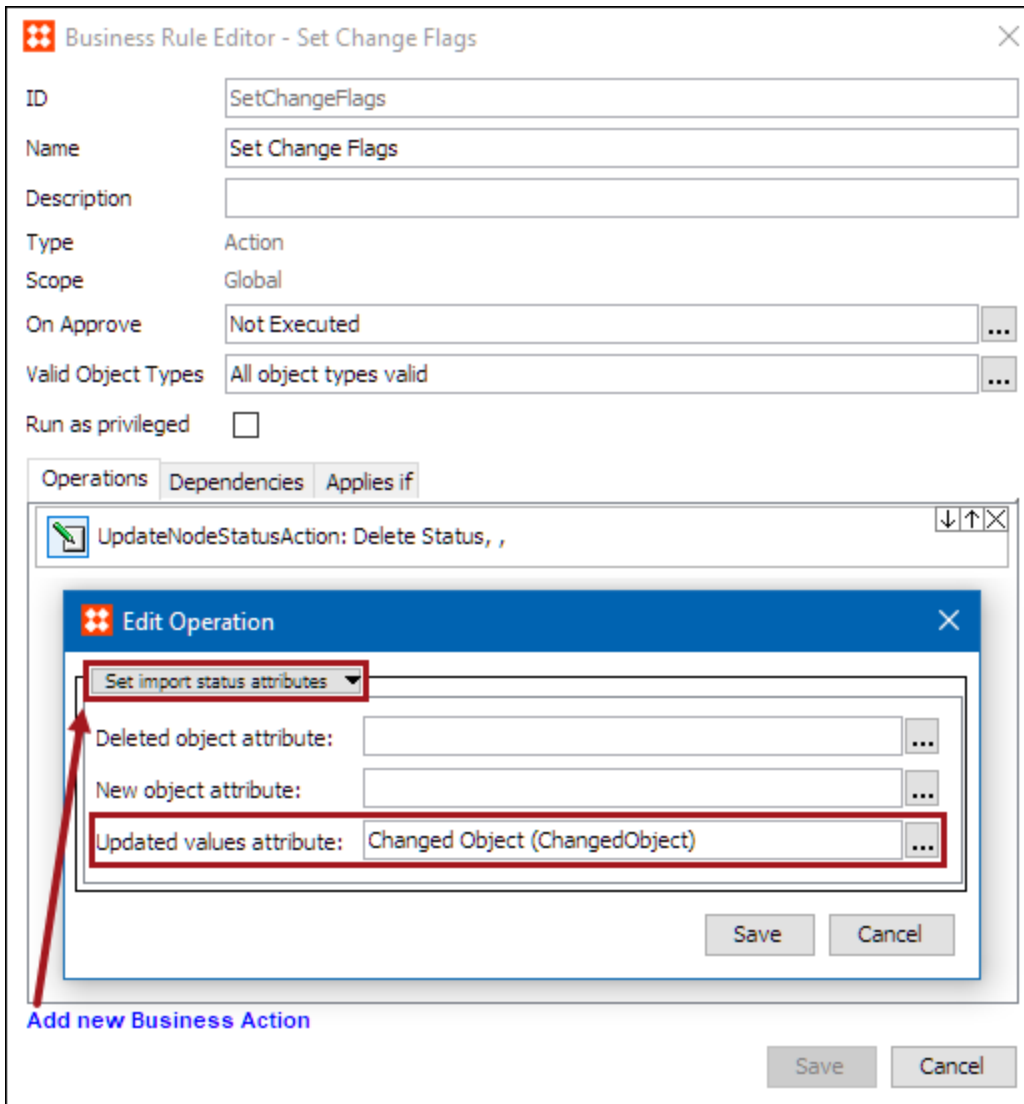 Business Rule Editor - Set Change Flags
ID SetChangeFlags
Name Set Change Flags
Description
Type Action
Scope Global
On Approve Not Executed ...
Valid Object Types All object types valid ...
Run as privileged
Operations Dependencies Applies if
UpdateNodeStatusAction: Delete Status, ,
Edit Operation
Set import status attributes
Deleted object attribute: ...
New object attribute: ...
Updated values attribute: Changed Object (ChangedObject) ...
Save Cancel
Add new Business Action
Save Cancel